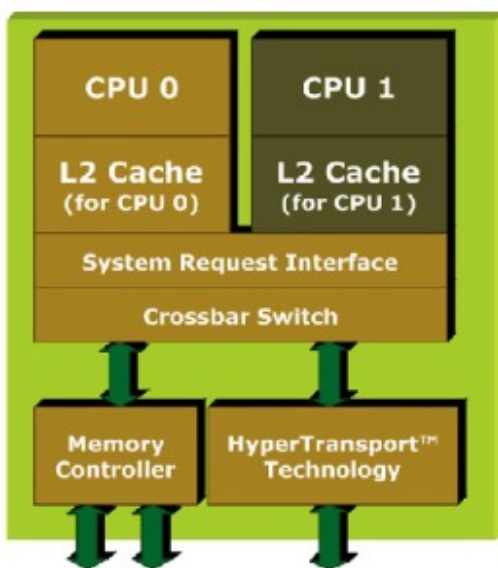 CPU 0
CPU 1
L2 Cache
(for CPU 0)
L2 Cache
(for CPU 1)
System Request Interface
Crossbar Switch
Memory
Controller
HyperTransport™
Technology